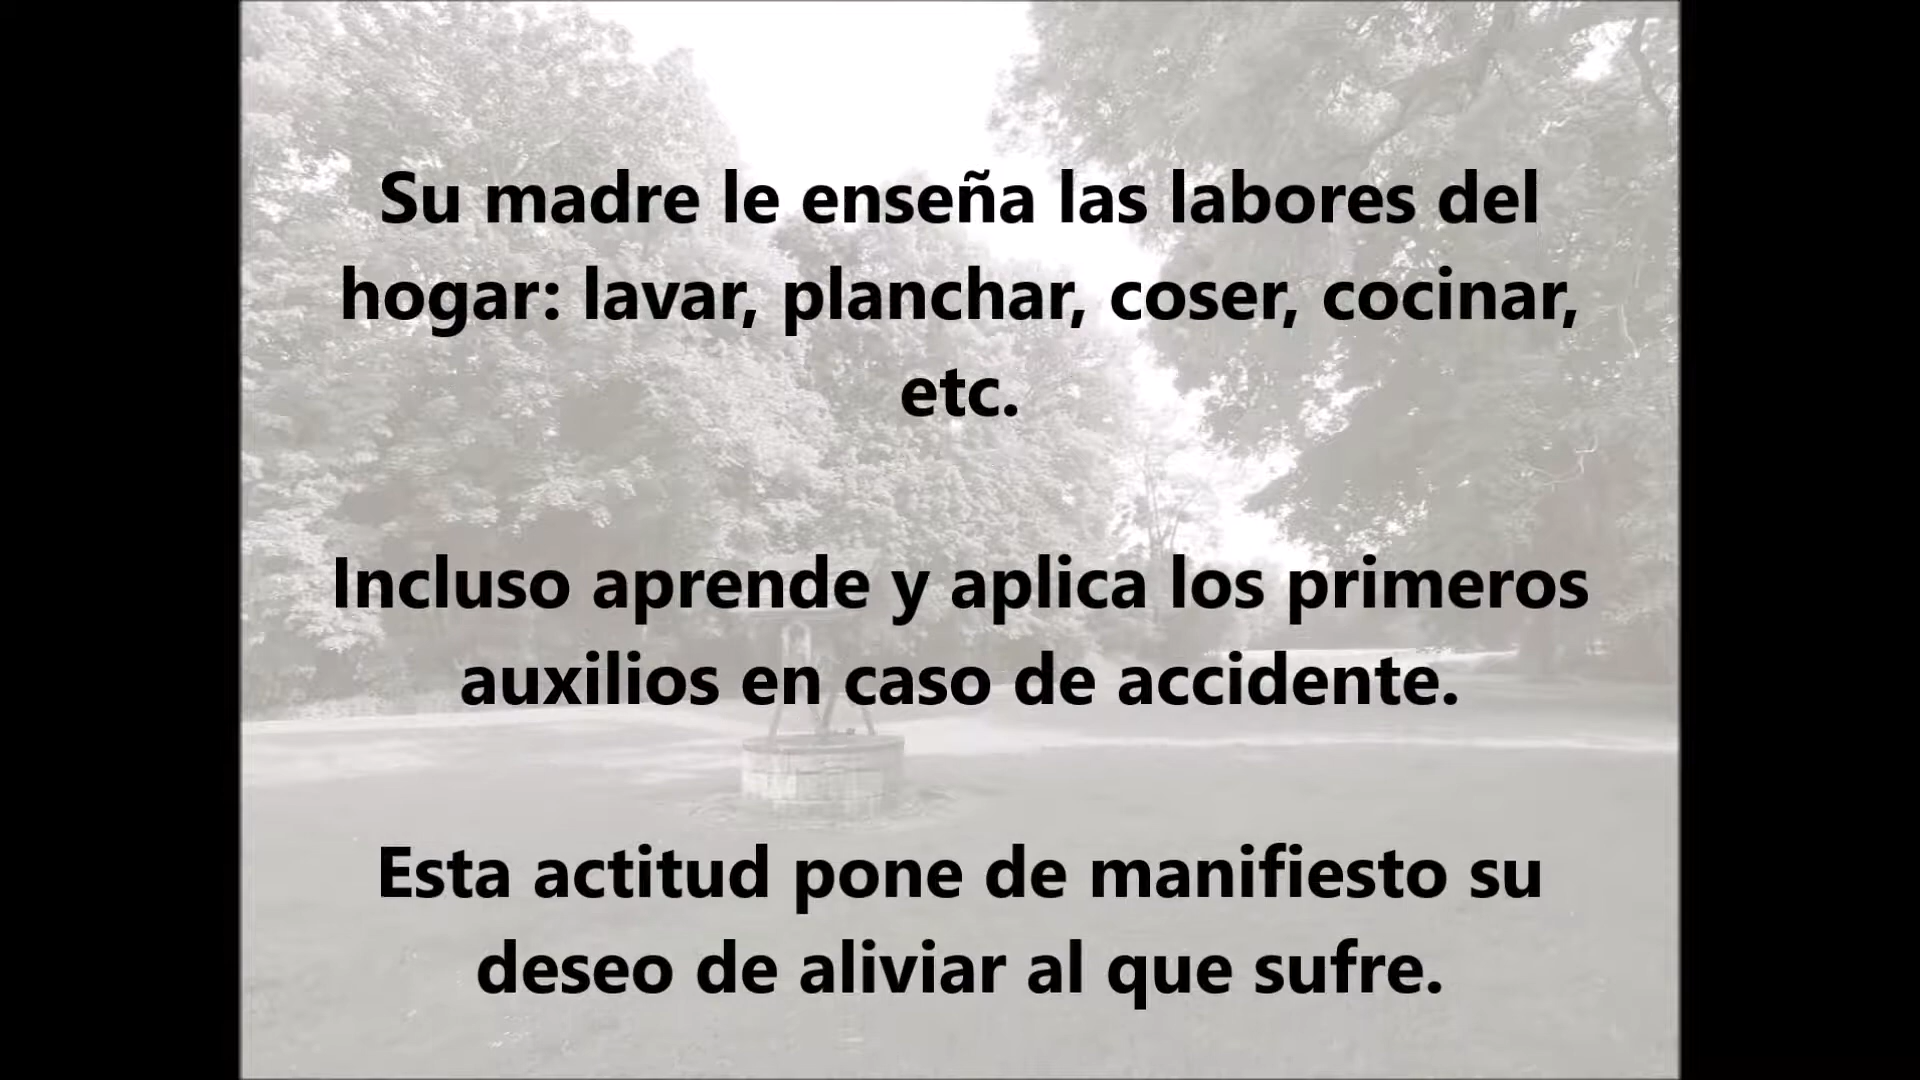 Su madre le enseña las labores del
hogar: lavar, planchar, coser, cocinar,
etc.
Incluso aprende y aplica los primeros
auxilios en caso de accidente.
Esta actitud pone de manifiesto su
deseo de aliviar al que sufre.